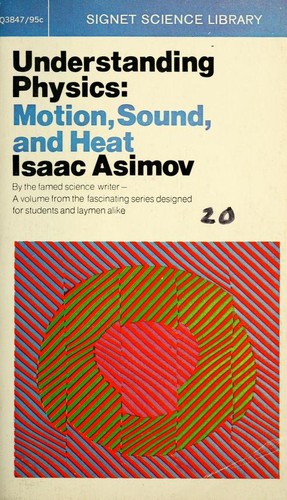 Q3847/95c
SIGNET SCIENCE LIBRARY
Understanding
Physics:
Motion, Sound,
and Heat
Isaac Asimov
By the famed science writer—
A volume from the fascinating series designed
for students and laymen alike
20